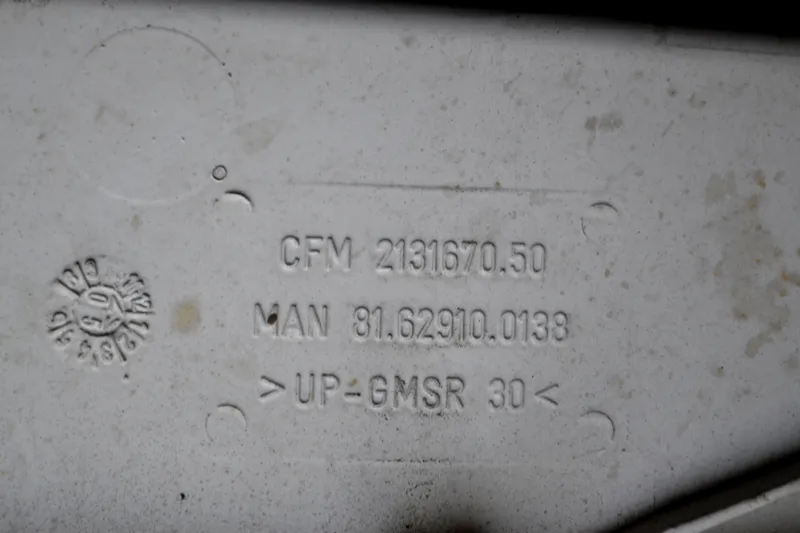 CFM 2131670.50
MAN 81.62910.0138
>UP-GMSR 30<